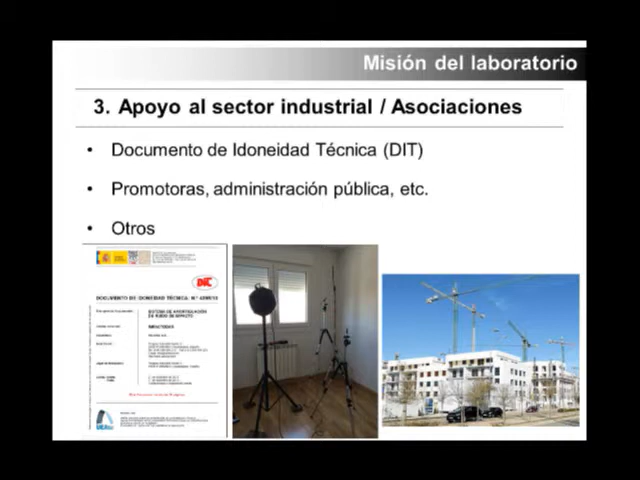 Misión del laboratorio
3. Apoyo al sector industrial / Asociaciones
• Documento de Idoneidad Técnica (DIT)
• Promotoras, administración pública, etc.
• Otros
DIT
DOCUMENTO DE IDONEIDAD TÉCNICA